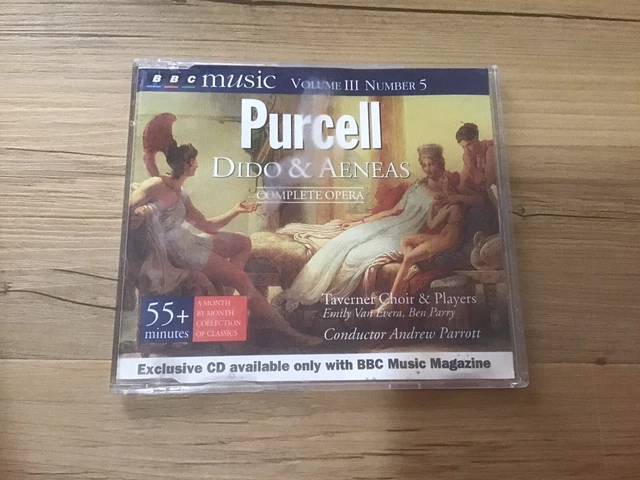 BBC music VOLUME III NUMBER 5
Purcell
DIDO & AENEAS
COMPLETE OPERA
Taverner Choir & Players
Emily Van Evera, Ben Parry
Conductor Andrew Parrott
55+
minutes
A MONTH
BY MONTH
COLLECTION
OF CLASSICS
Exclusive CD available only with BBC Music Magazine